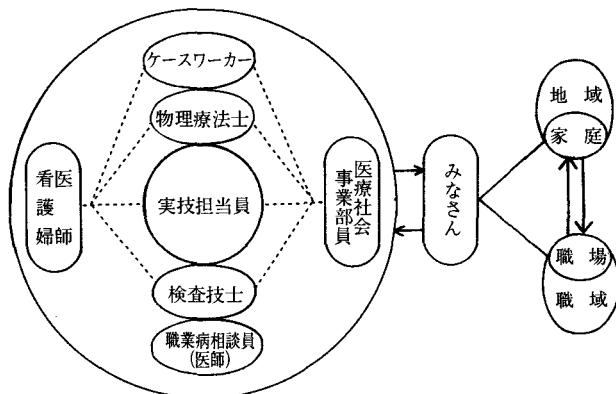 ケースワーカー
物理療法士
医師
看護婦
実技担当員
医療社会
事業部員
検査技士
職業病相談員
(医師)
みなさん
地域
家庭
職場
職域